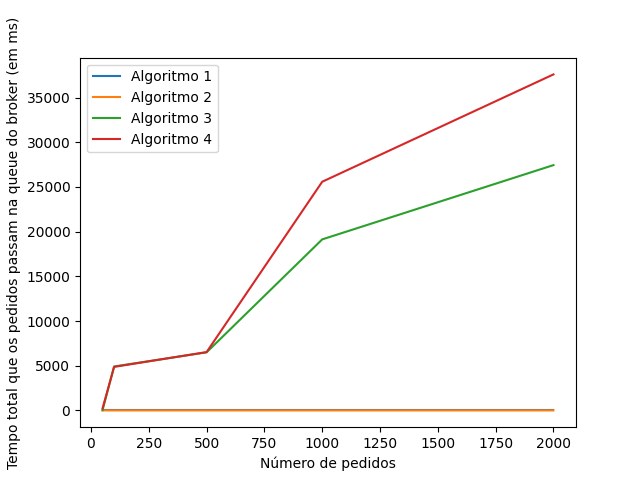 Tempo total que os pedidos passam na queue do broker (em ms)
35000
30000
25000
20000
15000
10000
5000
0
Algoritmo 1
Algoritmo 2
Algoritmo 3
Algoritmo 4
0 250 500 750 1000 1250 1500 1750 2000
Número de pedidos